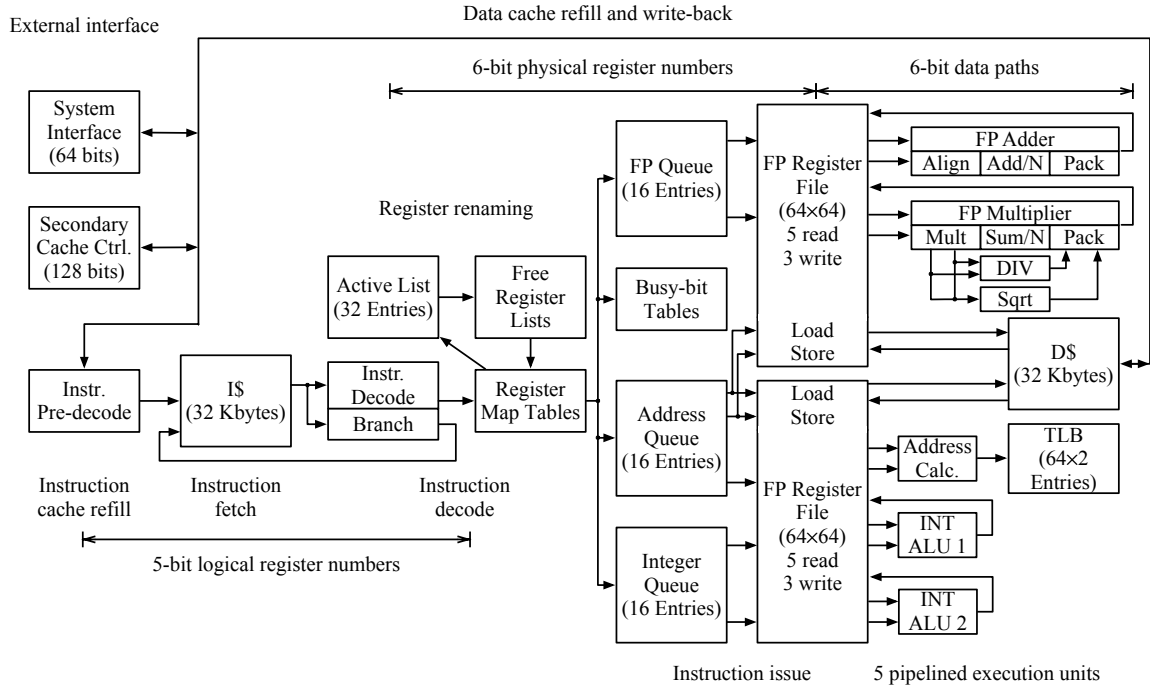 Data cache refill and write-back
External interface
6-bit physical register numbers
6-bit data paths
System
Interface
(64 bits)
Secondary
Cache Ctrl.
(128 bits)
Register renaming
Active List
(32 Entries)
Free
Register
Lists
FP Queue
(16 Entries)
Busy-bit
Tables
FP Register
File
(64×64)
5 read
3 write
Load
Store
FP Adder
Align
Add/N
Pack
FP Multiplier
Mult
Sum/N
Pack
DIV
Sqrt
D$
(32 Kbytes)
Instr.
Pre-decode
I$
(32 Kbytes)
Instr.
Decode
Branch
Register
Map Tables
Address
Queue
(16 Entries)
Load
Store
FP Register
File
(64×64)
5 read
3 write
Address
Calc.
TLB
(64×2
Entries)
Instruction
cache refill
Instruction
fetch
Instruction
decode
5-bit logical register numbers
Integer
Queue
(16 Entries)
INT
ALU 1
INT
ALU 2
Instruction issue
5 pipelined execution units